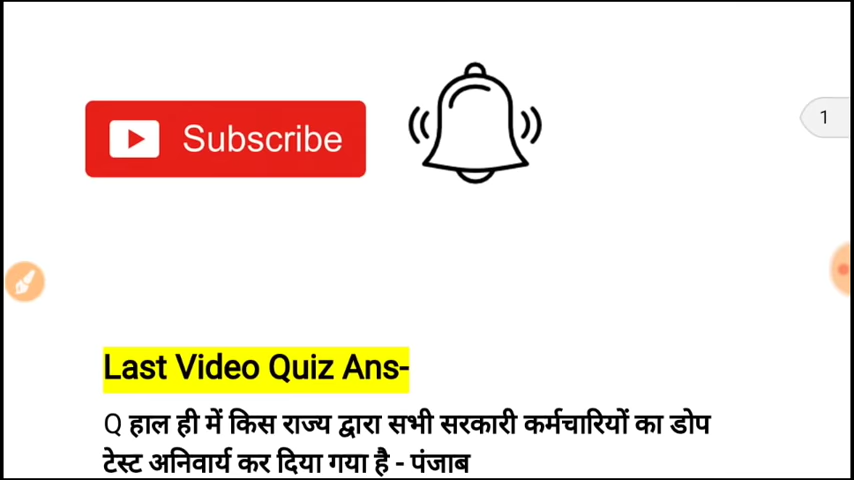 Subscribe
1
Last Video Quiz Ans-
Q हाल ही में किस राज्य द्वारा सभी सरकारी कर्मचारियों का डोप
टेस्ट अनिवार्य कर दिया गया है - पंजाब